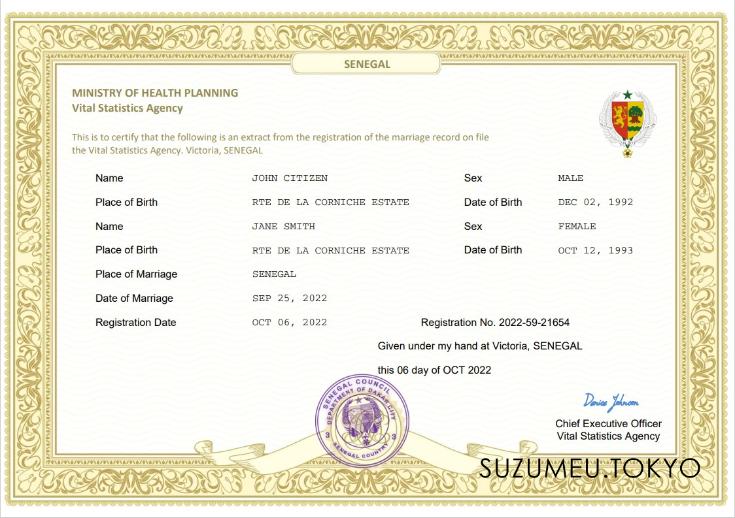 SENEGAL
MINISTRY OF HEALTH PLANNING
Vital Statistics Agency
This is to certify that the following is an extract from the registration of the marriage record on file
the Vital Statistics Agency. Victoria, SENEGAL
Name JOHN CITIZEN Sex MALE
Place of Birth RTE DE LA CORNICHE ESTATE Date of Birth DEC 02, 1992
Name JANE SMITH Sex FEMALE
Place of Birth RTE DE LA CORNICHE ESTATE Date of Birth OCT 12, 1993
Place of Marriage SENEGAL
Date of Marriage SEP 25, 2022
Registration Date OCT 06, 2022 Registration No. 2022-59-21654
Given under my hand at Victoria, SENEGAL
this 06 day of OCT 2022
SENEGAL COUNCIL
DEPARTMENT OF DAKAR CITY
SENEGAL COUNTRY
Denise Johnson
Chief Executive Officer
Vital Statistics Agency
SUZUMEU.TOKYO